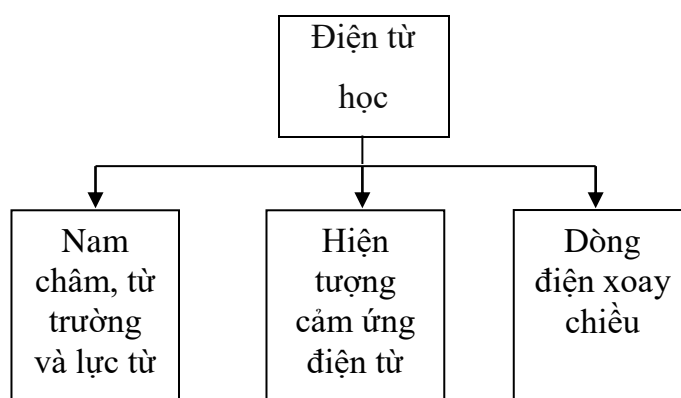 Điện từ
học
Nam
châm, từ
trường
và lực từ
Hiện
tượng
cảm ứng
điện từ
Dòng
điện xoay
chiều